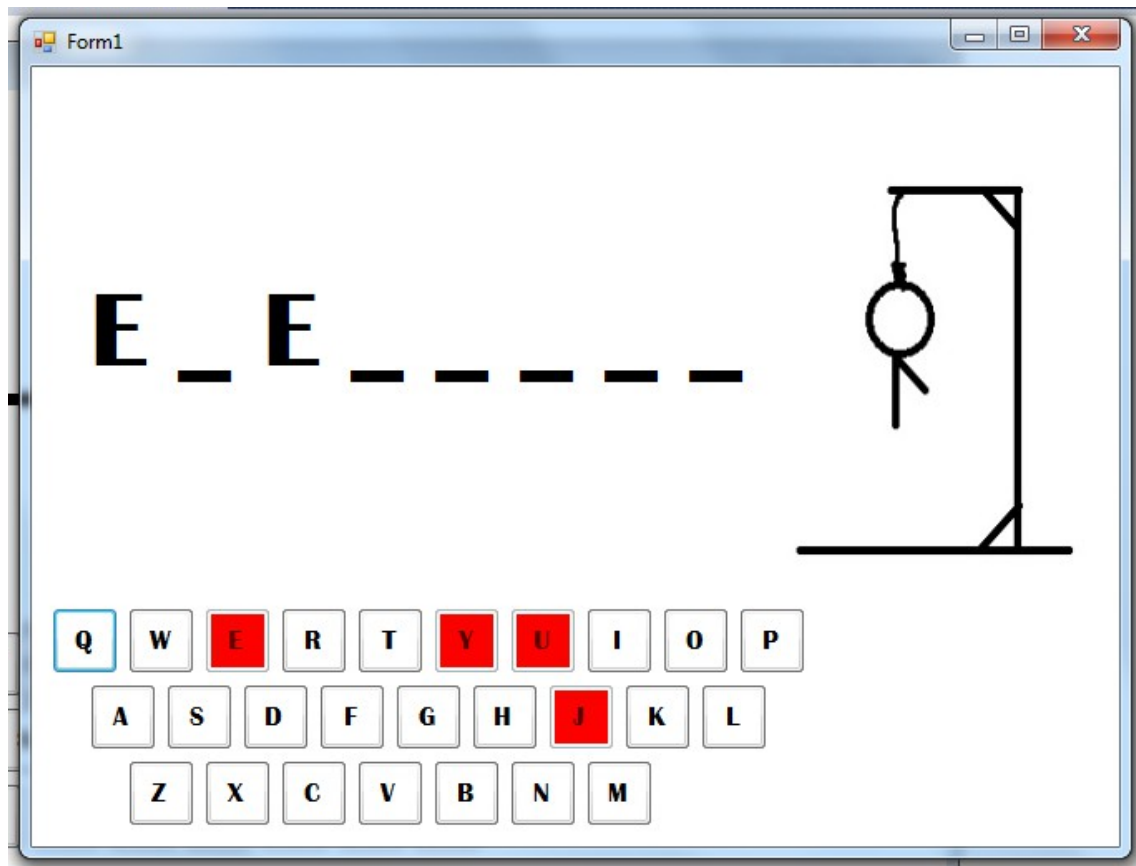 Form1
E _ E _ _ _ _ _
Q W E R T Y U I O P
A S D F G H J K L
Z X C V B N M